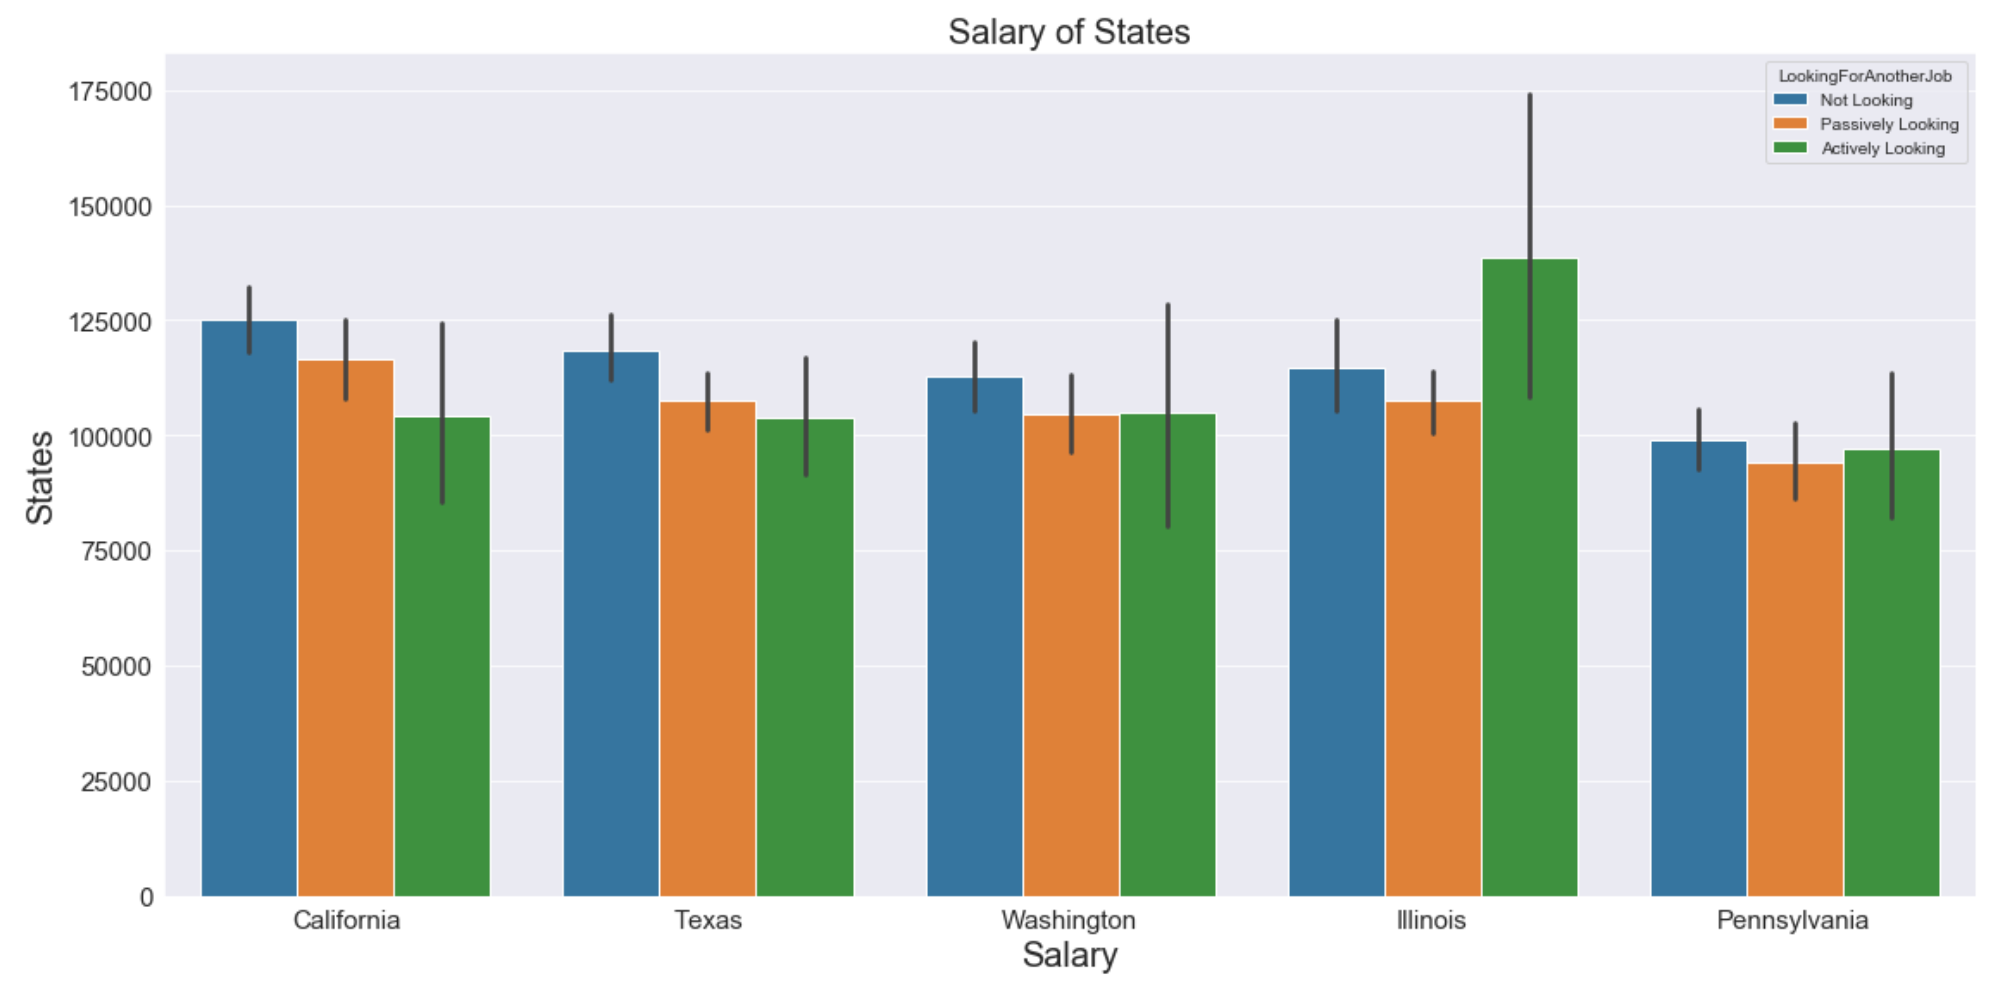 Salary of States
LookingForAnotherJob
Not Looking
Passively Looking
Actively Looking
175000
150000
125000
100000
75000
50000
25000
0
States
California Texas Washington Illinois Pennsylvania
Salary